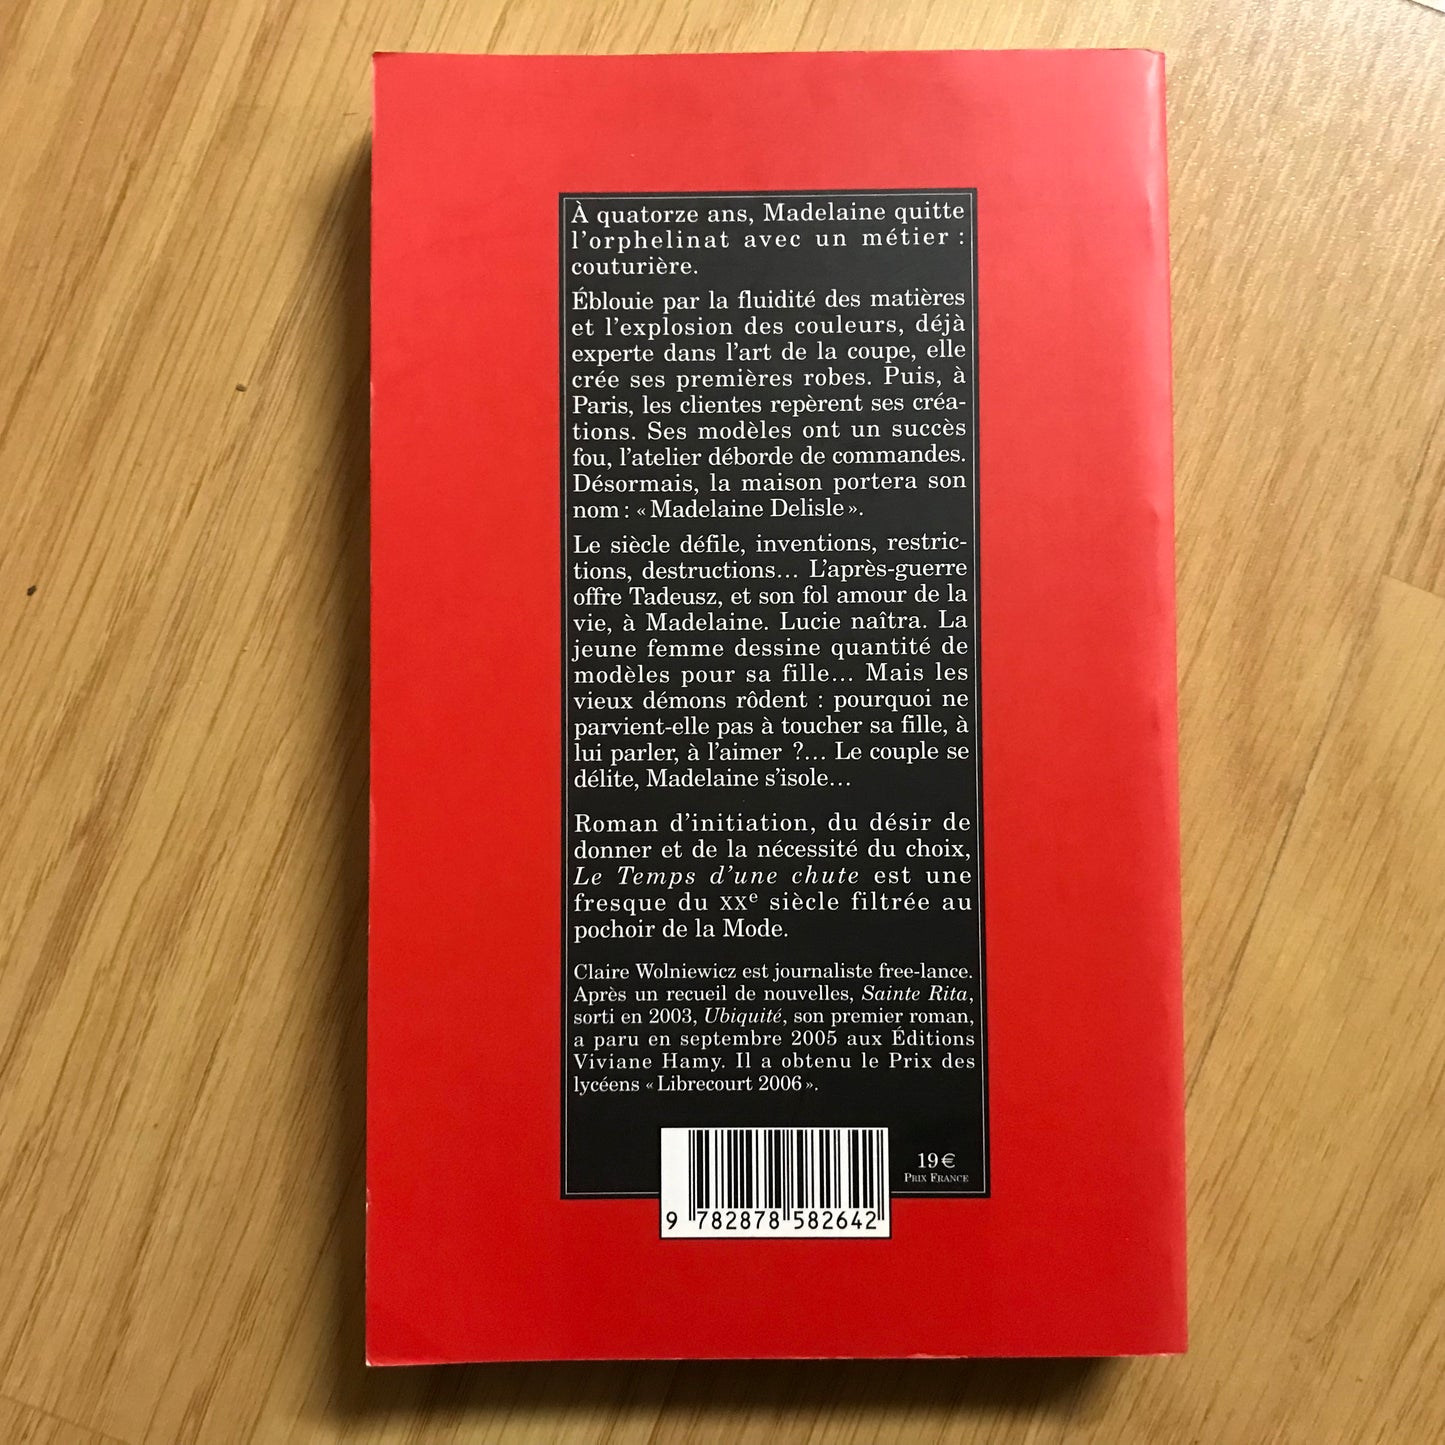 À quatorze ans, Madelaine quitte
l'orphelinat avec un métier :
couturière.
Éblouie par la fluidité des matières
et l'explosion des couleurs, déjà
experte dans l'art de la coupe, elle
crée ses premières robes. Puis, à
Paris, les clientes repèrent ses créa-
tions. Ses modèles ont un succès
fou, l'atelier déborde de commandes.
Désormais, la maison portera son
nom : « Madelaine Delisle ».
Le siècle défile, inventions, restric-
tions, destructions... L'après-guerre
offre Tadeusz, et son fol amour de la
vie, à Madelaine. Lucie naîtra. La
jeune femme dessine quantité de
modèles pour sa fille... Mais les
vieux démons rôdent : pourquoi ne
parvient-elle pas à toucher sa fille, à
lui parler, à l'aimer ?... Le couple se
délite, Madelaine s'isole...
Roman d'initiation, du désir de
donner et de la nécessité du choix,
Le Temps d'une chute est une
fresque du XXe siècle filtrée au
pochoir de la Mode.
Claire Wolniewicz est journaliste free-lance.
Après un recueil de nouvelles, Sainte Rita,
sorti en 2003, Ubiquité, son premier roman,
a paru en septembre 2005 aux Éditions
Viviane Hamy. Il a obtenu le Prix des
lycéens « Librecourt 2006 ».
19 €
PRIX FRANCE
9 782878 582642